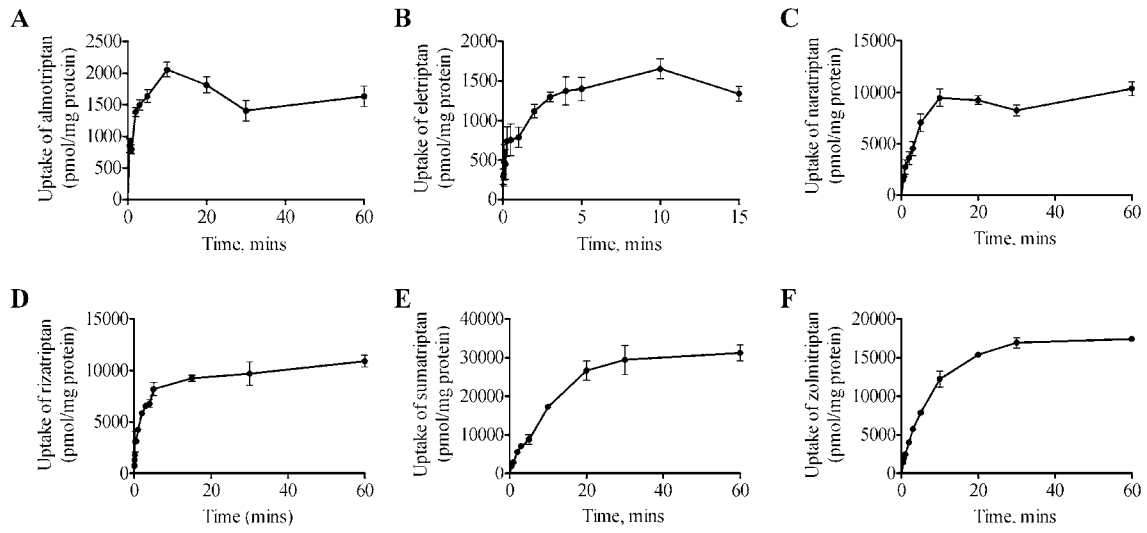 A
Uptake of almotriptan
(pmol/mg protein)
2500
2000
1500
1000
500
0
0 20 40 60
Time, mins
B
Uptake of eletriptan
(pmol/mg protein)
2000
1500
1000
500
0
0 5 10 15
Time, mins
C
Uptake of naratriptan
(pmol/mg protein)
15000
10000
5000
0
0 20 40 60
Time, mins
D
Uptake of rizatriptan
(pmol/mg protein)
15000
10000
5000
0
0 20 40 60
Time (mins)
E
Uptake of sumatriptan
(pmol/mg protein)
40000
30000
20000
10000
0
0 20 40 60
Time, mins
F
Uptake of zolmitriptan
(pmol/mg protein)
20000
15000
10000
5000
0
0 20 40 60
Time, mins